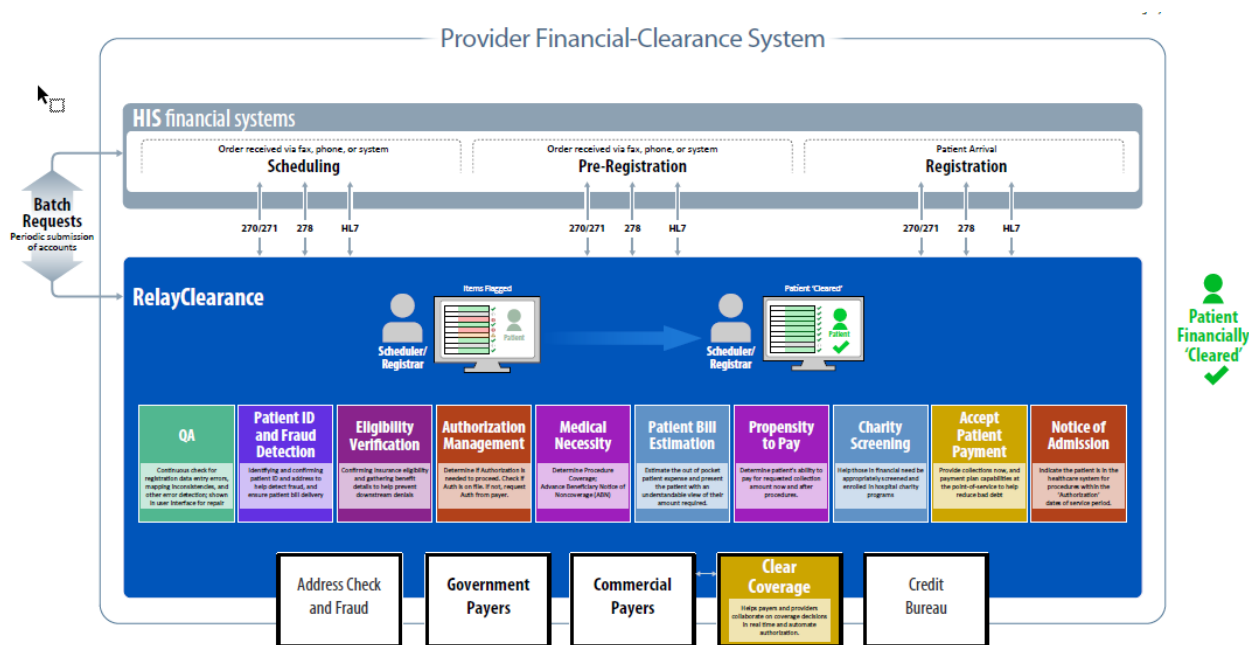 Provider Financial-Clearance System
HIS financial systems
Order received via fax, phone, or system
Scheduling
Order received via fax, phone, or system
Pre-Registration
Patient Arrival
Registration
Batch
Requests
Periodic submission
of accounts
270/271
278
HL7
270/271
278
HL7
270/271
278
HL7
RelayClearance
Items Flagged
Patient
Scheduler/
Registrar
Patient 'Cleared'
Patient
Scheduler/
Registrar
Patient
Financially
'Cleared'
QA
Continuous check for
registration data entry errors,
mapping inconsistencies, and
other error detection; shown
in user interface for repair
Patient ID
and Fraud
Detection
Identifying and confirming
patient ID and address to
help detect fraud, and
ensure patient bill delivery
Eligibility
Verification
Confirming insurance eligibility
and gathering benefit
details to help prevent
downstream denials
Authorization
Management
Determine if Authorization is
needed to proceed. Check if
Auth is on file. If not, request
Auth from payer.
Medical
Necessity
Determine Procedure
Coverage;
Advance Beneficiary Notice of
Noncoverage (ABN)
Patient Bill
Estimation
Estimate the out of pocket
patient expense and present
patient with an
understandable view of their
amount required.
Propensity
to Pay
Determine patient's ability to
pay for requested collection
amount now and after
procedures.
Charity
Screening
Help those in financial need be
appropriately screened and
enrolled in hospital charity
programs
Accept
Patient
Payment
Provide collections now, and
payment plan capabilities at
the point-of-service to help
reduce bad debt
Notice of
Admission
Indicate the patient is in the
healthcare system for
procedures within the
'Authorization'
dates of service period.
Address Check
and Fraud
Government
Payers
Commercial
Payers
Clear
Coverage
Helps payers and providers
collaborate on coverage decisions
in real time and automate
authorization.
Credit
Bureau